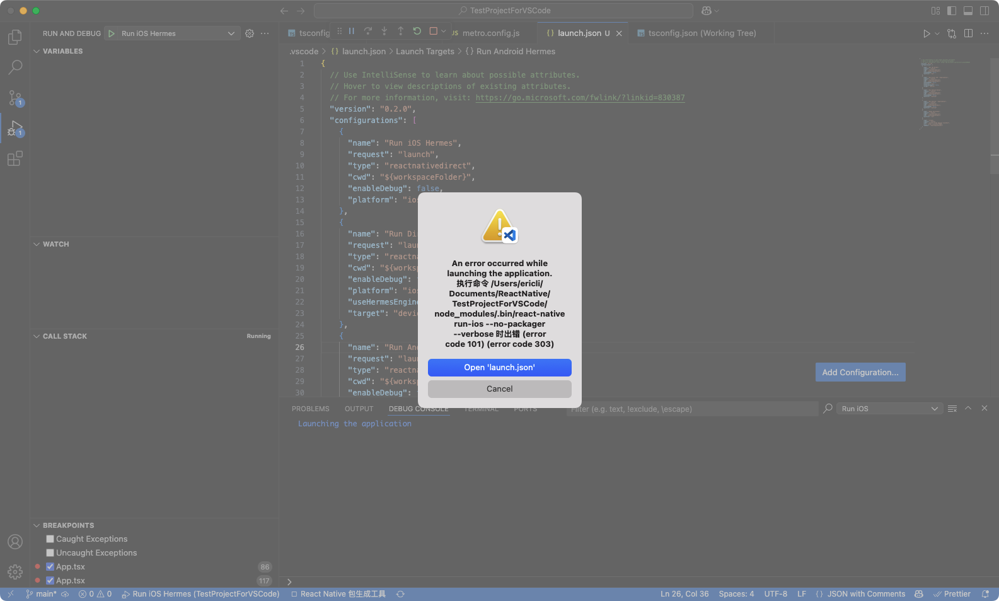 TestProjectForVSCode
RUN AND DEBUG
Run iOS Hermes
tsconfig
metro.config.js
launch.json U
tsconfig.json (Working Tree)
.vscode > {} launch.json > Launch Targets > {} Run Android Hermes
VARIABLES
1 {
2 // Use IntelliSense to learn about possible attributes.
3 // Hover to view descriptions of existing attributes.
4 // For more information, visit: https://go.microsoft.com/fwlink/?linkid=830387
5 "version": "0.2.0",
6 "configurations": [
7 {
8 "name": "Run iOS Hermes",
9 "request": "launch",
10 "type": "reactnativedirect",
11 "cwd": "${workspaceFolder}",
12 "enableDebug": false,
13 "platform": "ios
14 },
15 {
16 "name": "Run Di
17 "request": "lau
18 "type": "reactna
19 "cwd": "${worksp
20 "enableDebug":
21 "platform": "ios
22 "useHermesEngine
23 "target": "devic
24 },
25 {
26 "name": "Run And
27 "request": "lau
28 "type": "reactna
29 "cwd": "${worksp
30 "enableDebug":
Add Configuration...
An error occurred while
launching the application.
执行命令 /Users/ericli/
Documents/ReactNative/
TestProjectForVSCode/
node_modules/.bin/react-native
run-ios --no-packager
--verbose 时出错 (error
code 101) (error code 303)
Open 'launch.json'
Cancel
WATCH
CALL STACK
Running
PROBLEMS
OUTPUT
DEBUG CONSOLE
TERMINAL
PORTS
Filter (e.g. text, !exclude, \escape)
Run iOS
Launching the application
BREAKPOINTS
Caught Exceptions
Uncaught Exceptions
App.tsx 86
App.tsx 117
1
1
main*
0
0
Run iOS Hermes (TestProjectForVSCode)
React Native 包生成工具
Ln 26, Col 36
Spaces: 4
UTF-8
LF
{} JSON with Comments
Prettier